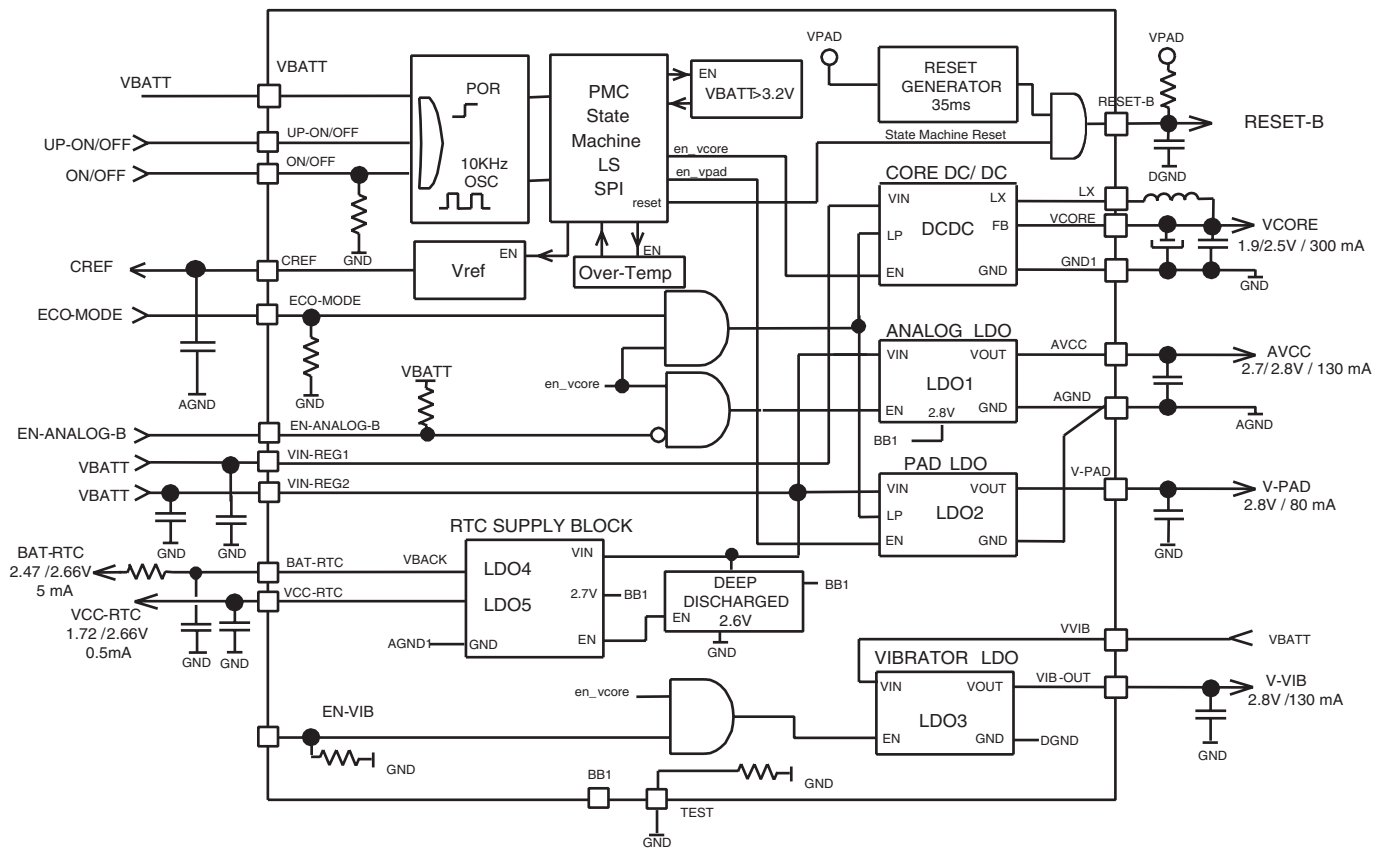 VBATT
VBATT
UP-ON/OFF
UP-ON/OFF
ON/OFF
ON/OFF
GND
POR
10KHz
OSC
PMC
State
Machine
LS
SPI
reset
EN
VBATT>3.2V
en_vcore
en_vpad
State Machine Reset
VPAD
RESET
GENERATOR
35ms
VPAD
RESET-B
RESET-B
DGND
CREF
CREF
AGND
Vref
EN
EN
Over-Temp
CORE DC/ DC
VIN
LX
LP
DCDC
FB
EN
GND
LX
VCORE
GND1
VCORE
1.9/2.5V / 300 mA
GND
ECO-MODE
ECO-MODE
GND
VBATT
en_vcore
EN-ANALOG-B
EN-ANALOG-B
ANALOG LDO
VIN
VOUT
LDO1
EN
2.8V
GND
BB1
AVCC
AGND
AVCC
2.7/2.8V / 130 mA
AGND
VBATT
VIN-REG1
VBATT
VIN-REG2
GND
GND
PAD LDO
VIN
VOUT
LP
LDO2
EN
GND
V-PAD
V-PAD
2.8V / 80 mA
GND
RTC SUPPLY BLOCK
BAT-RTC
2.47 /2.66V
5 mA
BAT-RTC
VBACK
VCC-RTC
1.72 /2.66V
0.5mA
VCC-RTC
GND
GND
VIN
LDO4
LDO5
2.7V
BB1
EN
AGND1
GND
DEEP
DISCHARGED
2.6V
EN
BB1
GND
VVIB
VBATT
VIBRATOR LDO
VIN
VOUT
LDO3
EN
GND
DGND
VIB-OUT
V-VIB
2.8V /130 mA
GND
en_vcore
EN-VIB
GND
BB1
TEST
GND
GND